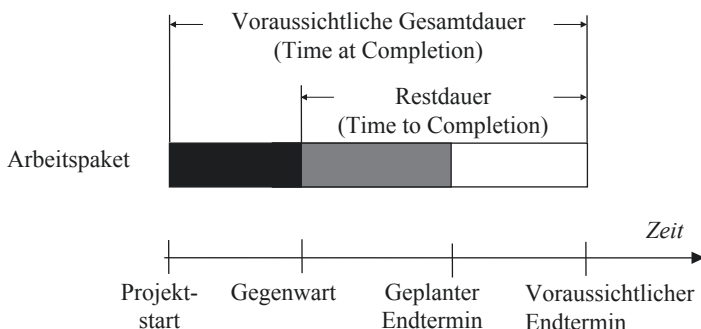 Voraussichtliche Gesamtdauer
(Time at Completion)
Restdauer
(Time to Completion)
Arbeitspaket
Zeit
Projekt-
start
Gegenwart
Geplanter
Endtermin
Voraussichtlicher
Endtermin